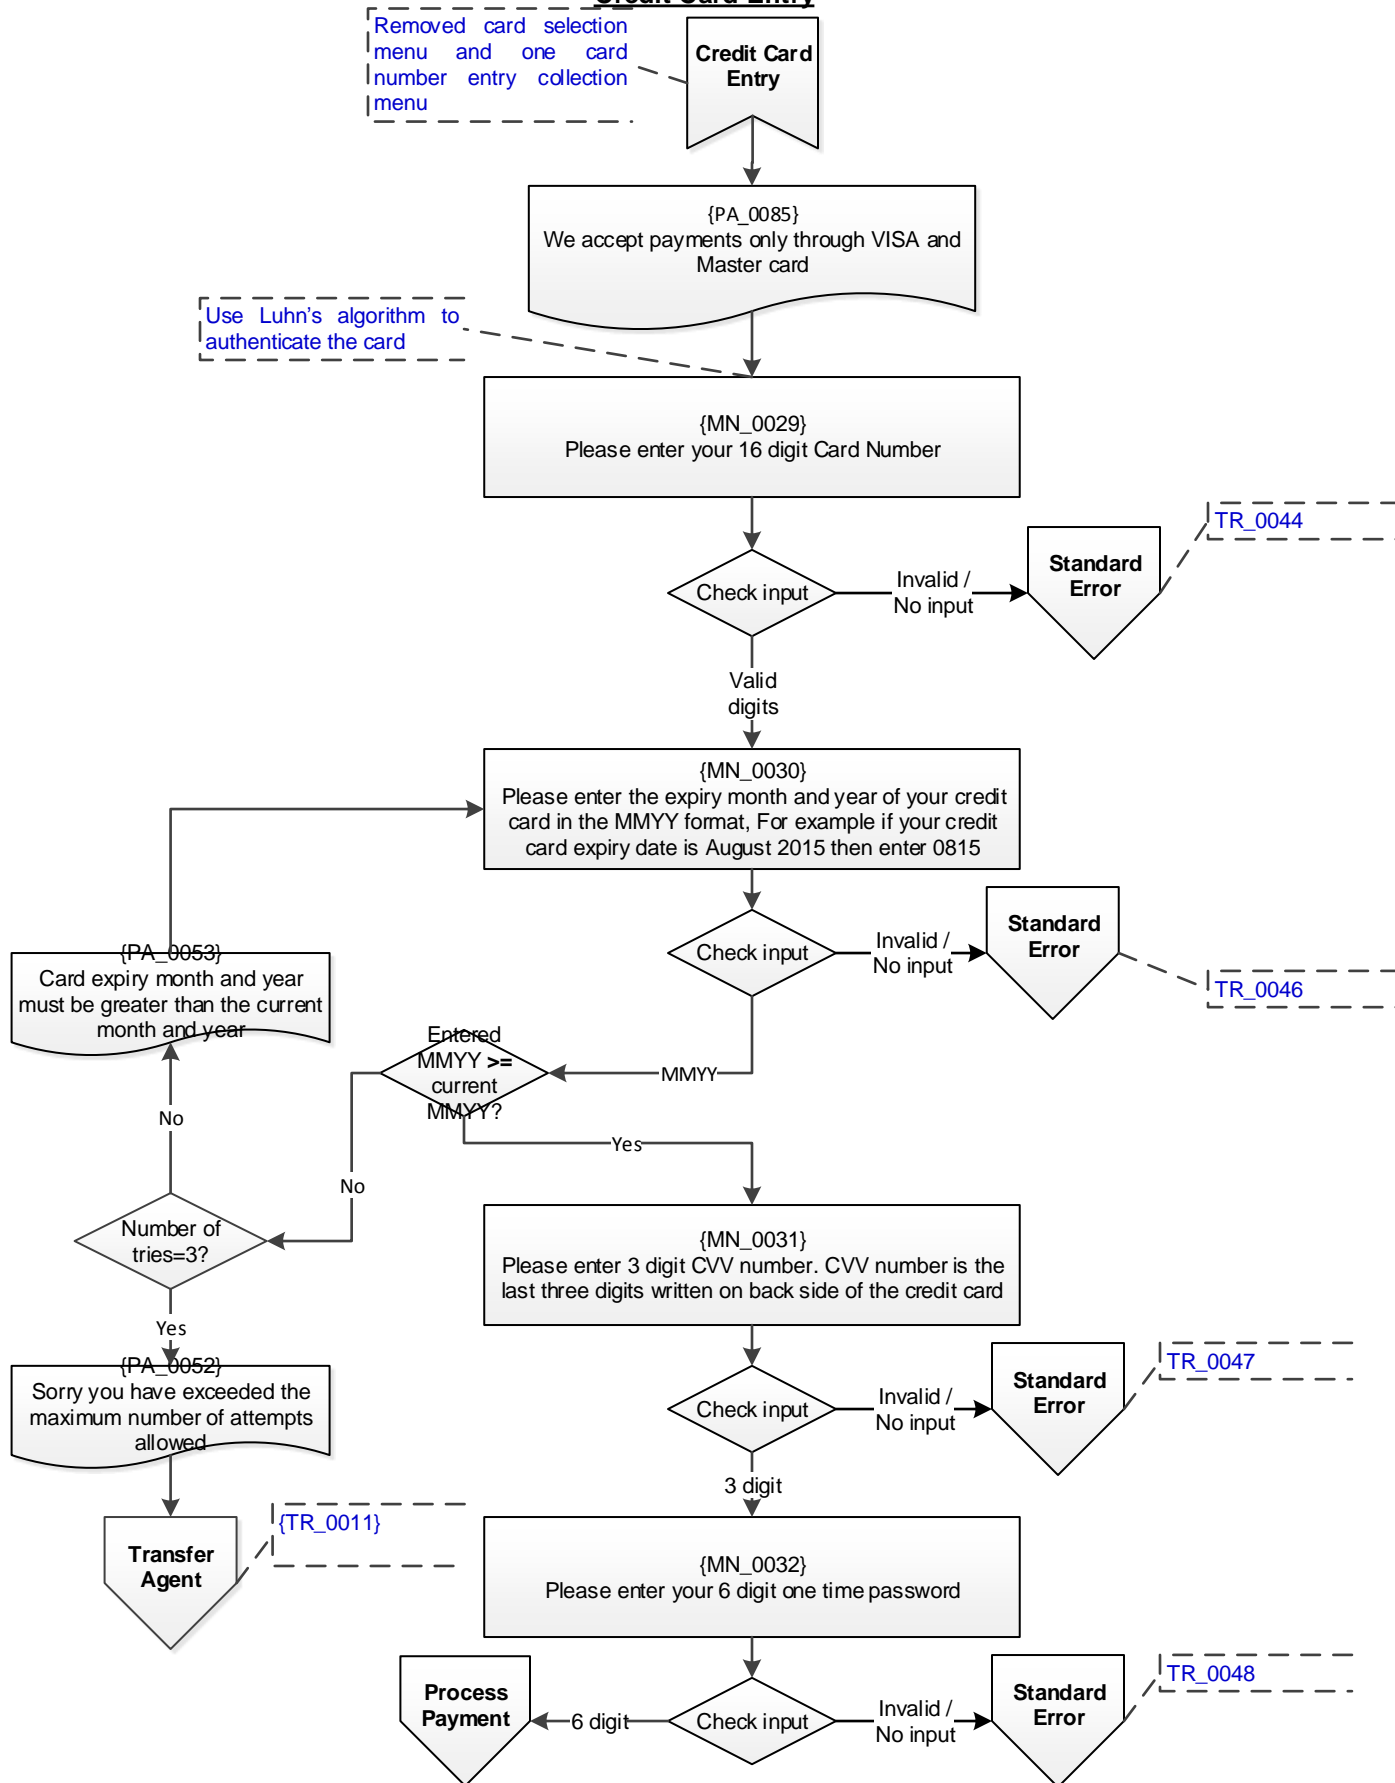 Credit Card Entry
Removed card selection
menu and one card
number entry collection
menu
Credit Card
Entry
{PA_0085}
We accept payments only through VISA and
Master card
Use Luhn's algorithm to
authenticate the card
{MN_0029}
Please enter your 16 digit Card Number
TR_0044
Standard
Error
Check input
Invalid /
No input
Valid
digits
{MN_0030}
Please enter the expiry month and year of your credit
card in the MMYY format, For example if your credit
card expiry date is August 2015 then enter 0815
Check input
Invalid /
No input
Standard
Error
TR_0046
{PA_0053}
Card expiry month and year
must be greater than the current
month and year
Entered
MMYY >=
current
MMYY?
MMYY
No
Yes
No
Number of
tries=3?
{MN_0031}
Please enter 3 digit CVV number. CVV number is the
last three digits written on back side of the credit card
Yes
{PA_0052}
Sorry you have exceeded the
maximum number of attempts
allowed
Check input
Invalid /
No input
Standard
Error
TR_0047
3 digit
{TR_0011}
Transfer
Agent
{MN_0032}
Please enter your 6 digit one time password
Process
Payment
6 digit
Check input
Invalid /
No input
Standard
Error
TR_0048